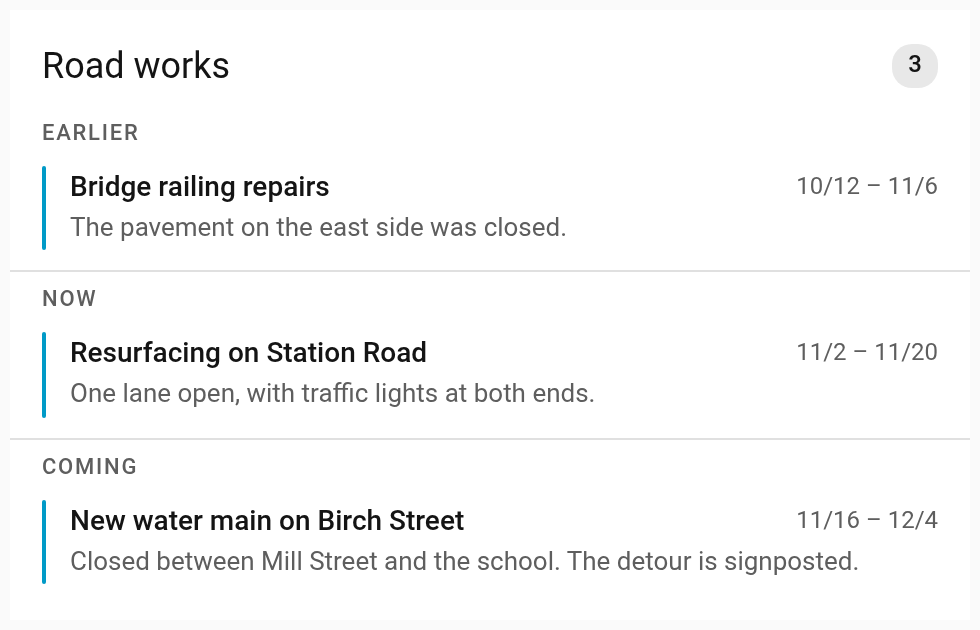 Road works
3
EARLIER
Bridge railing repairs
10/12 – 11/6
The pavement on the east side was closed.
NOW
Resurfacing on Station Road
11/2 – 11/20
One lane open, with traffic lights at both ends.
COMING
New water main on Birch Street
11/16 – 12/4
Closed between Mill Street and the school. The detour is signposted.